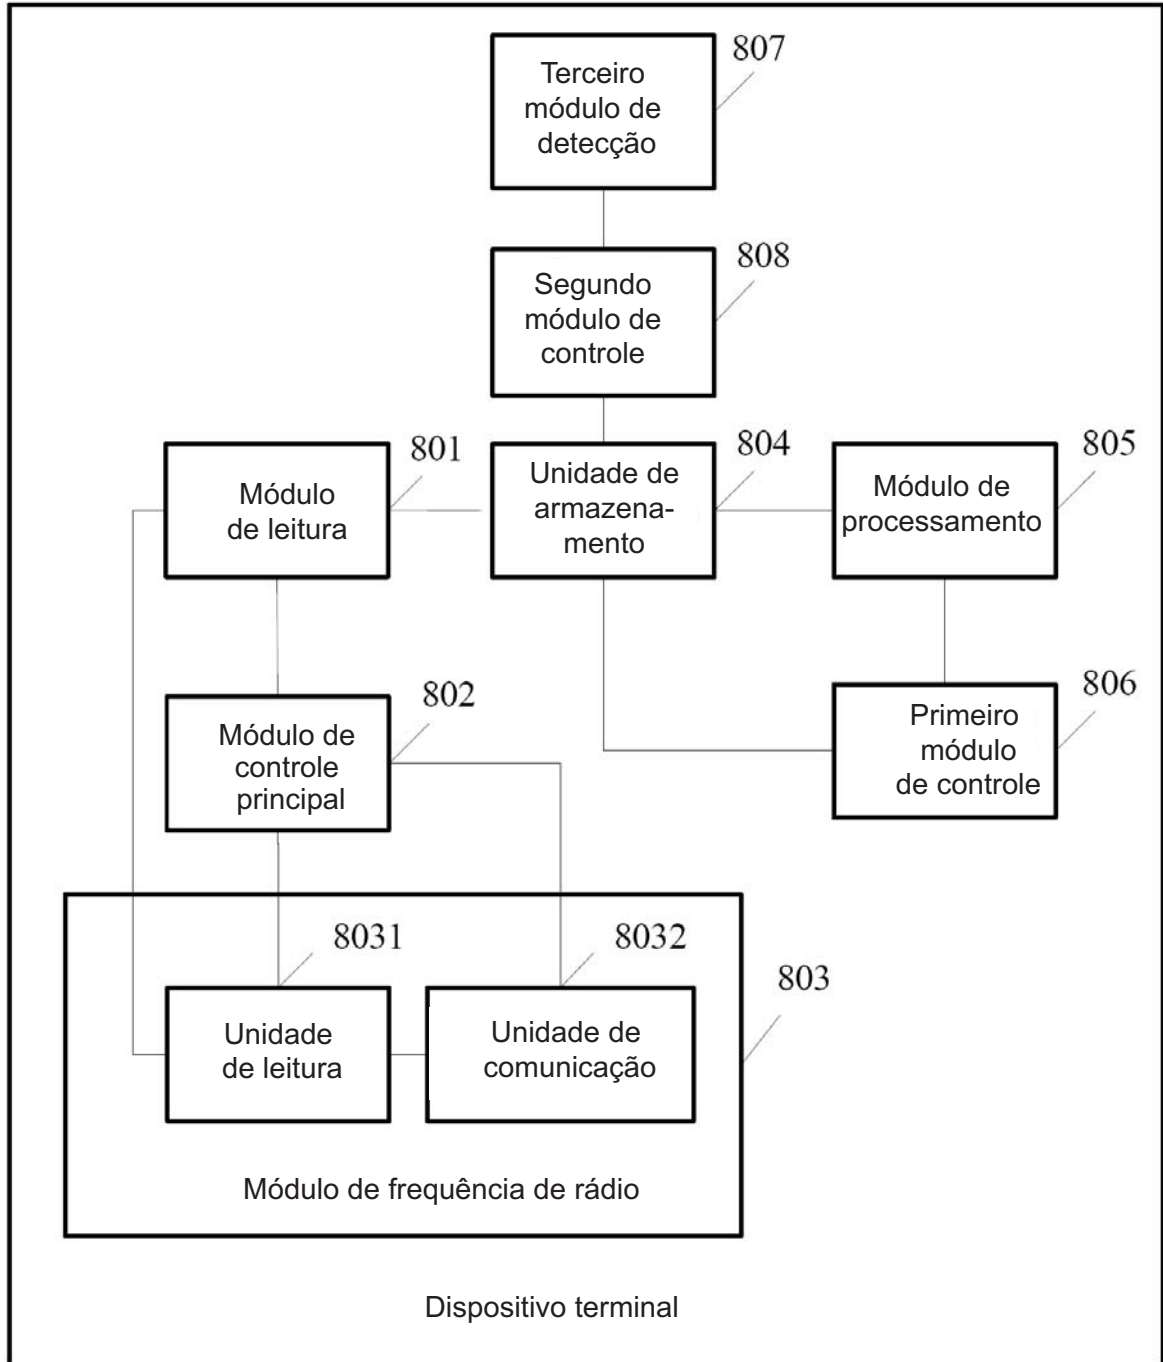 807
Terceiro
módulo de
detecção
808
Segundo
módulo de
controle
801
Módulo
de leitura
804
Unidade de
armazena-
mento
805
Módulo de
processamento
802
Módulo de
controle
principal
806
Primeiro
módulo
de controle
8031
Unidade
de leitura
8032
Unidade de
comunicação
803
Módulo de frequência de rádio
Dispositivo terminal